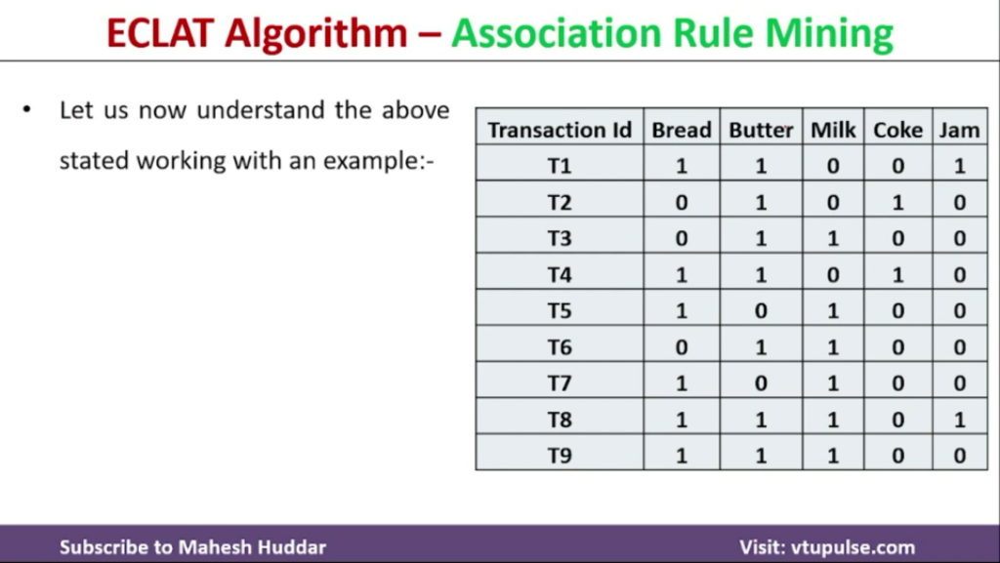 ECLAT Algorithm – Association Rule Mining
• Let us now understand the above
stated working with an example:-
Transaction Id Bread Butter Milk Coke Jam
T1 1 1 0 0 1
T2 0 1 0 1 0
T3 0 1 1 0 0
T4 1 1 0 1 0
T5 1 0 1 0 0
T6 0 1 1 0 0
T7 1 0 1 0 0
T8 1 1 1 0 1
T9 1 1 1 0 0
Subscribe to Mahesh Huddar Visit: vtupulse.com